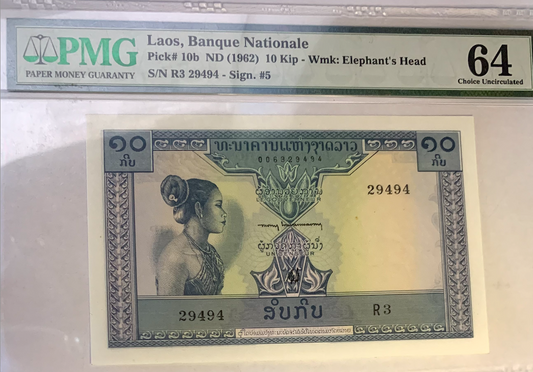 PMG
PAPER MONEY GUARANTY
Laos, Banque Nationale
Pick# 10b ND (1962) 10 Kip - Wmk: Elephant's Head
S/N R3 29494 - Sign. #5
64
Choice Uncirculated
໑໐ ທະນາຄານແຫ່ງຊາດລາວ ໑໐
ກີບ ກີບ
29494
29494 ສິບກີບ R3